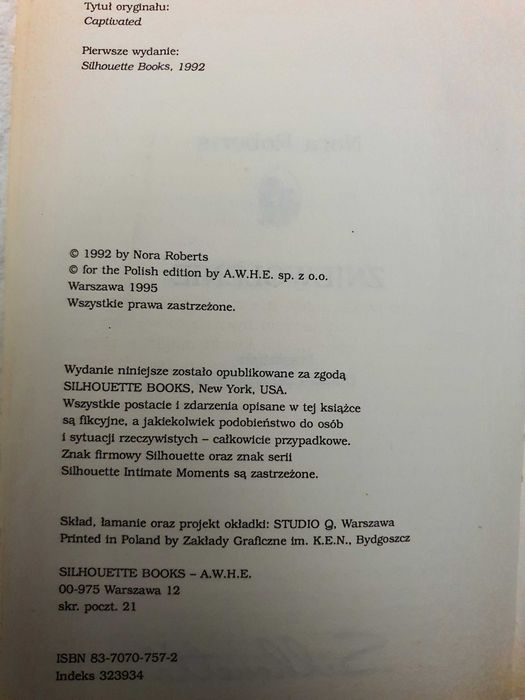 Tytuł oryginału:
Captivated
Pierwsze wydanie:
Silhouette Books, 1992
© 1992 by Nora Roberts
© for the Polish edition by A.W.H.E. sp. z o.o.
Warszawa 1995
Wszystkie prawa zastrzeżone.
Wydanie niniejsze zostało opublikowane za zgodą
SILHOUETTE BOOKS, New York, USA.
Wszystkie postacie i zdarzenia opisane w tej książce
są fikcyjne, a jakiekolwiek podobieństwo do osób
i sytuacji rzeczywistych – całkowicie przypadkowe.
Znak firmowy Silhouette oraz znak serii
Silhouette Intimate Moments są zastrzeżone.
Skład, łamanie oraz projekt okładki: STUDIO Q, Warszawa
Printed in Poland by Zakłady Graficzne im. K.E.N., Bydgoszcz
SILHOUETTE BOOKS – A.W.H.E.
00-975 Warszawa 12
skr. poczt. 21
ISBN 83-7070-757-2
Indeks 323934